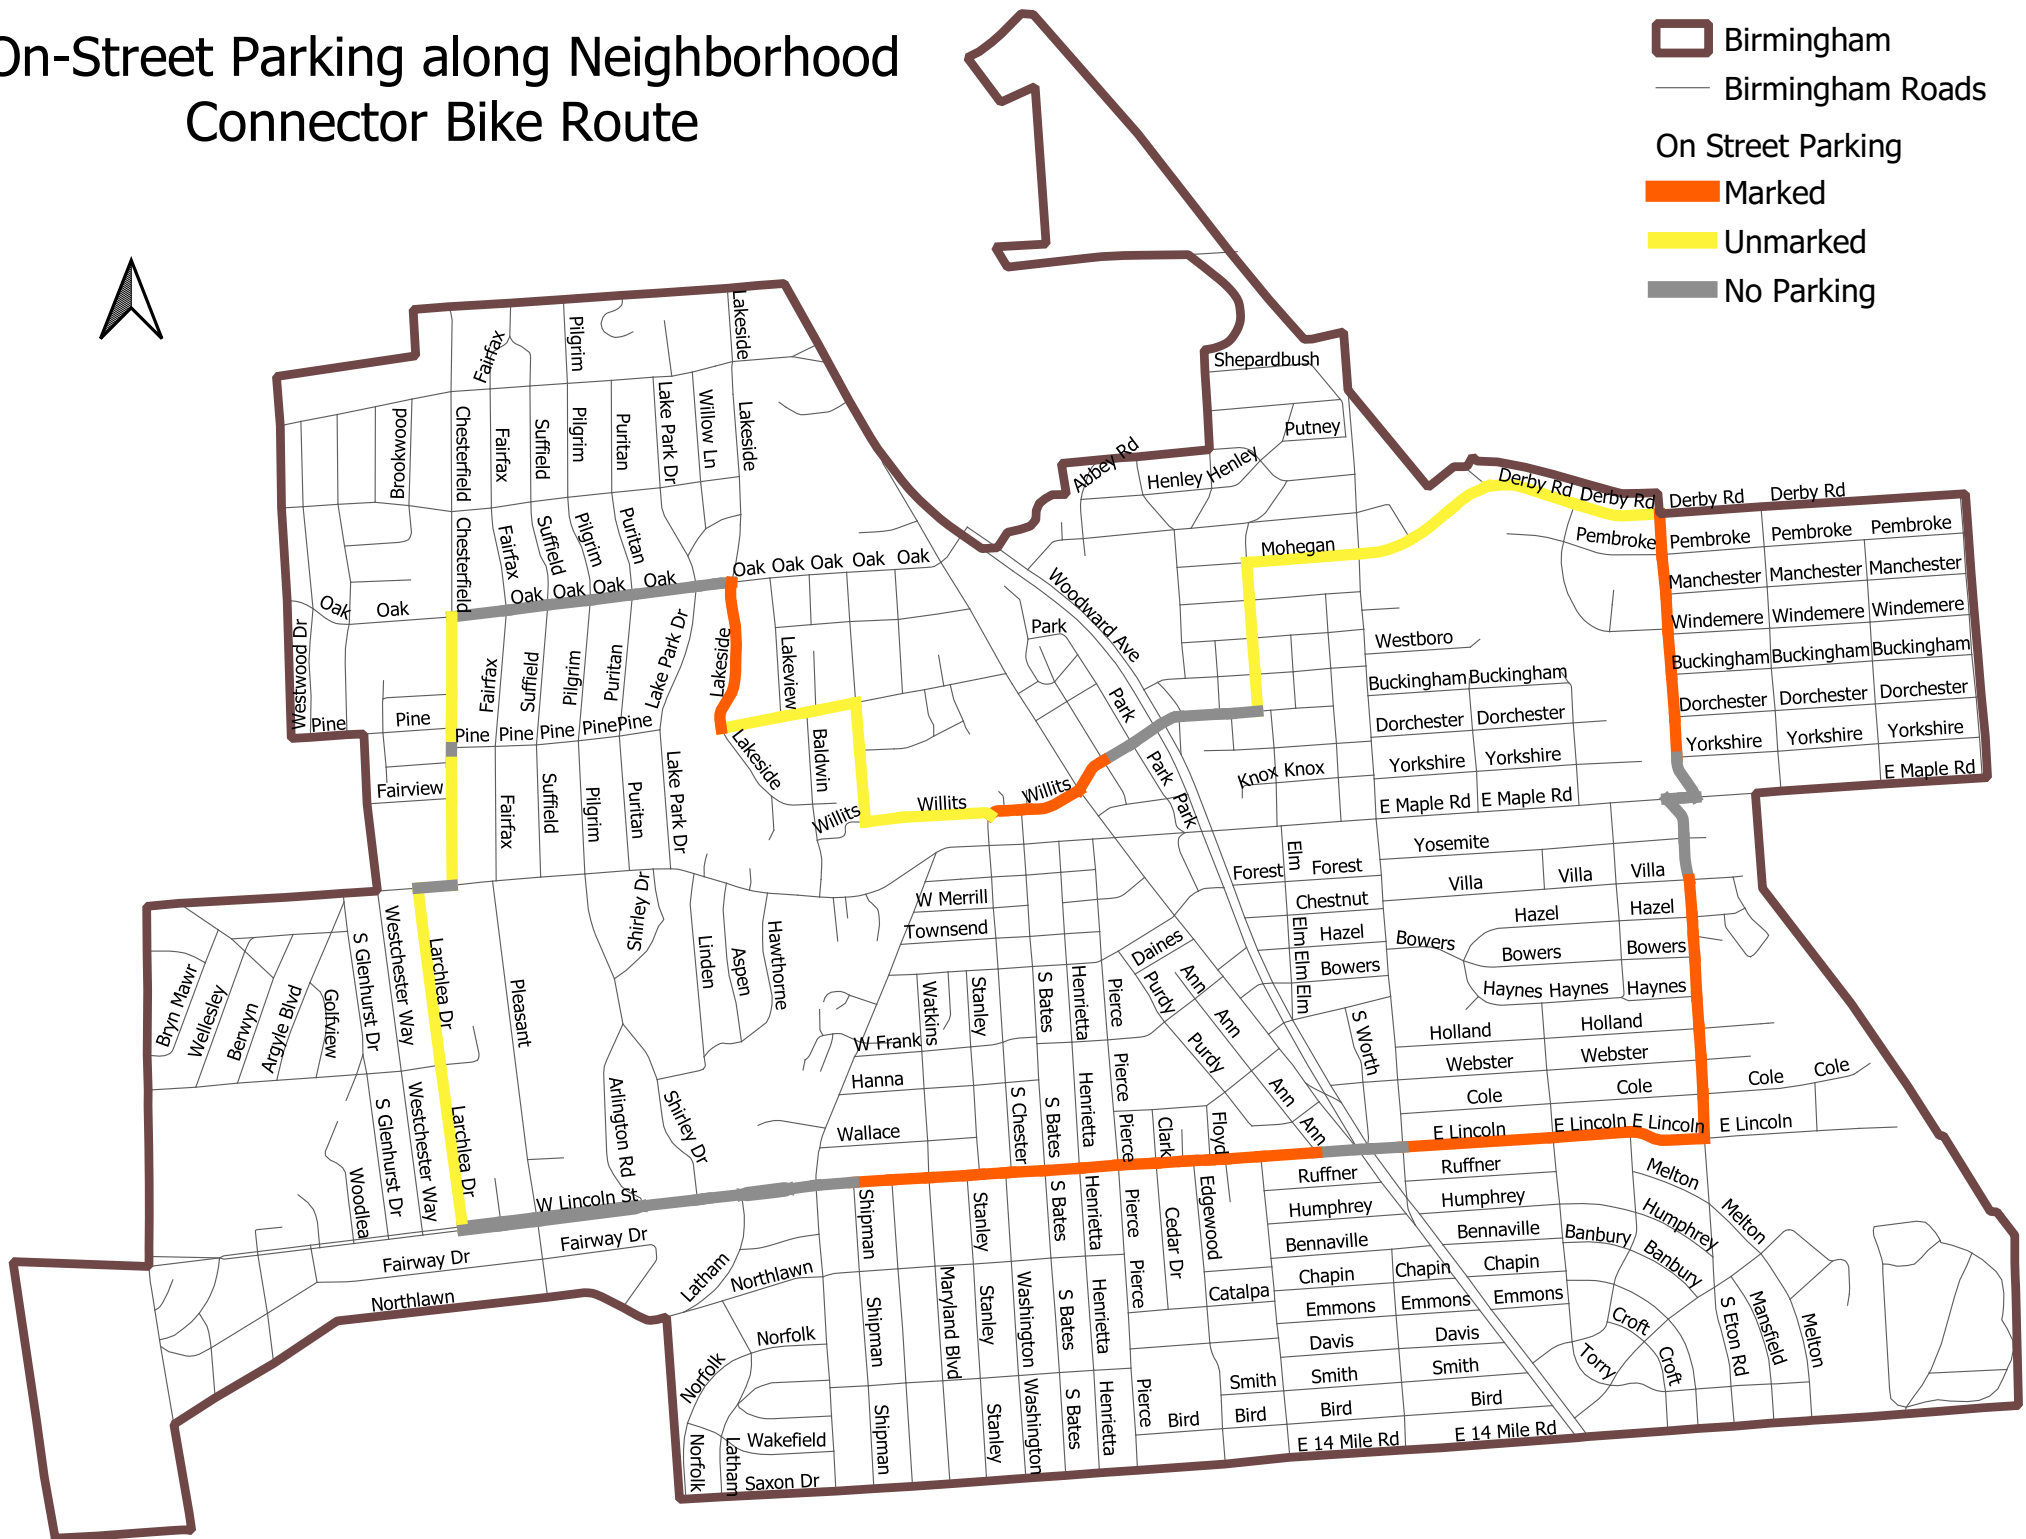 On-Street Parking along Neighborhood
Connector Bike Route
Birmingham
Birmingham Roads
On Street Parking
Marked
Unmarked
No Parking
Lakeside
Fairfax
Pilgrim
Shepardbush
Brookwood
Chesterfield
Fairfax
Suffield
Pilgrim
Puritan
Lake Park Dr
Willow Ln
Lakeside
Putney
Abbey Rd
Henley
Henley
Derby Rd
Derby Rd
Derby Rd
Derby Rd
Chesterfield
Fairfax
Suffield
Pilgrim
Puritan
Mohegan
Pembroke
Pembroke
Pembroke
Pembroke
Oak
Oak
Oak
Oak
Oak
Oak
Oak
Oak
Oak
Oak
Oak
Woodward Ave
Manchester
Manchester
Manchester
Windemere
Windemere
Windemere
Westwood Dr
Pine
Pine
Fairfax
Suffield
Pilgrim
Puritan
Lake Park Dr
Lakeside
Lakeview
Park
Westboro
Buckingham
Buckingham
Buckingham
Buckingham
Buckingham
Pine
Pine
Pine
Pine
Pine
Park
Dorchester
Dorchester
Dorchester
Dorchester
Dorchester
Lakeside
Baldwin
Yorkshire
Yorkshire
Yorkshire
Yorkshire
Yorkshire
Fairview
Fairfax
Suffield
Pilgrim
Puritan
Lake Park Dr
Willits
Willits
Willits
Park
Park
Knox
Knox
E Maple Rd
E Maple Rd
E Maple Rd
Yosemite
Elm
Forest
Forest
Villa
Villa
Villa
W Merrill
Townsend
Chestnut
Hazel
Hazel
Hazel
Elm
Elm
Elm
Bowers
Bowers
Bowers
Bowers
Haynes
Haynes
Haynes
Bryn Mawr
Wellesley
Berwyn
Argyle Blvd
Golfview
S Glenhurst Dr
Westchester Way
Larchlea Dr
Pleasant
Shirley Dr
Linden
Aspen
Hawthorne
Watkins
Stanley
S Bates
Henrietta
Pierce
Daines
Purdy
Ann
Ann
Purdy
W Frank
Hanna
Wallace
S Worth
Holland
Holland
Webster
Webster
Cole
Cole
Cole
Cole
E Lincoln
E Lincoln
E Lincoln
E Lincoln
S Glenhurst Dr
Westchester Way
Larchlea Dr
Woodlea
Arlington Rd
Shirley Dr
S Chester
S Bates
Henrietta
Pierce
Pierce
Clark
Floyd
Ann
Ann
W Lincoln St
Fairway Dr
Fairway Dr
Northlawn
Latham
Northlawn
Shipman
Stanley
S Bates
Henrietta
Pierce
Cedar Dr
Edgewood
Ruffner
Ruffner
Humphrey
Humphrey
Bennaville
Bennaville
Chapin
Chapin
Chapin
Catalpa
Emmons
Emmons
Emmons
Melton
Melton
Humphrey
Banbury
Banbury
Shipman
Maryland Blvd
Stanley
Washington
S Bates
Henrietta
Pierce
Davis
Davis
Smith
Smith
Smith
Bird
Bird
Bird
Bird
E 14 Mile Rd
E 14 Mile Rd
Croft
Croft
Torry
S Eton Rd
Mansfield
Melton
Norfolk
Norfolk
Norfolk
Latham
Wakefield
Saxon Dr
Shipman
Stanley
Washington
S Bates
Henrietta
Pierce